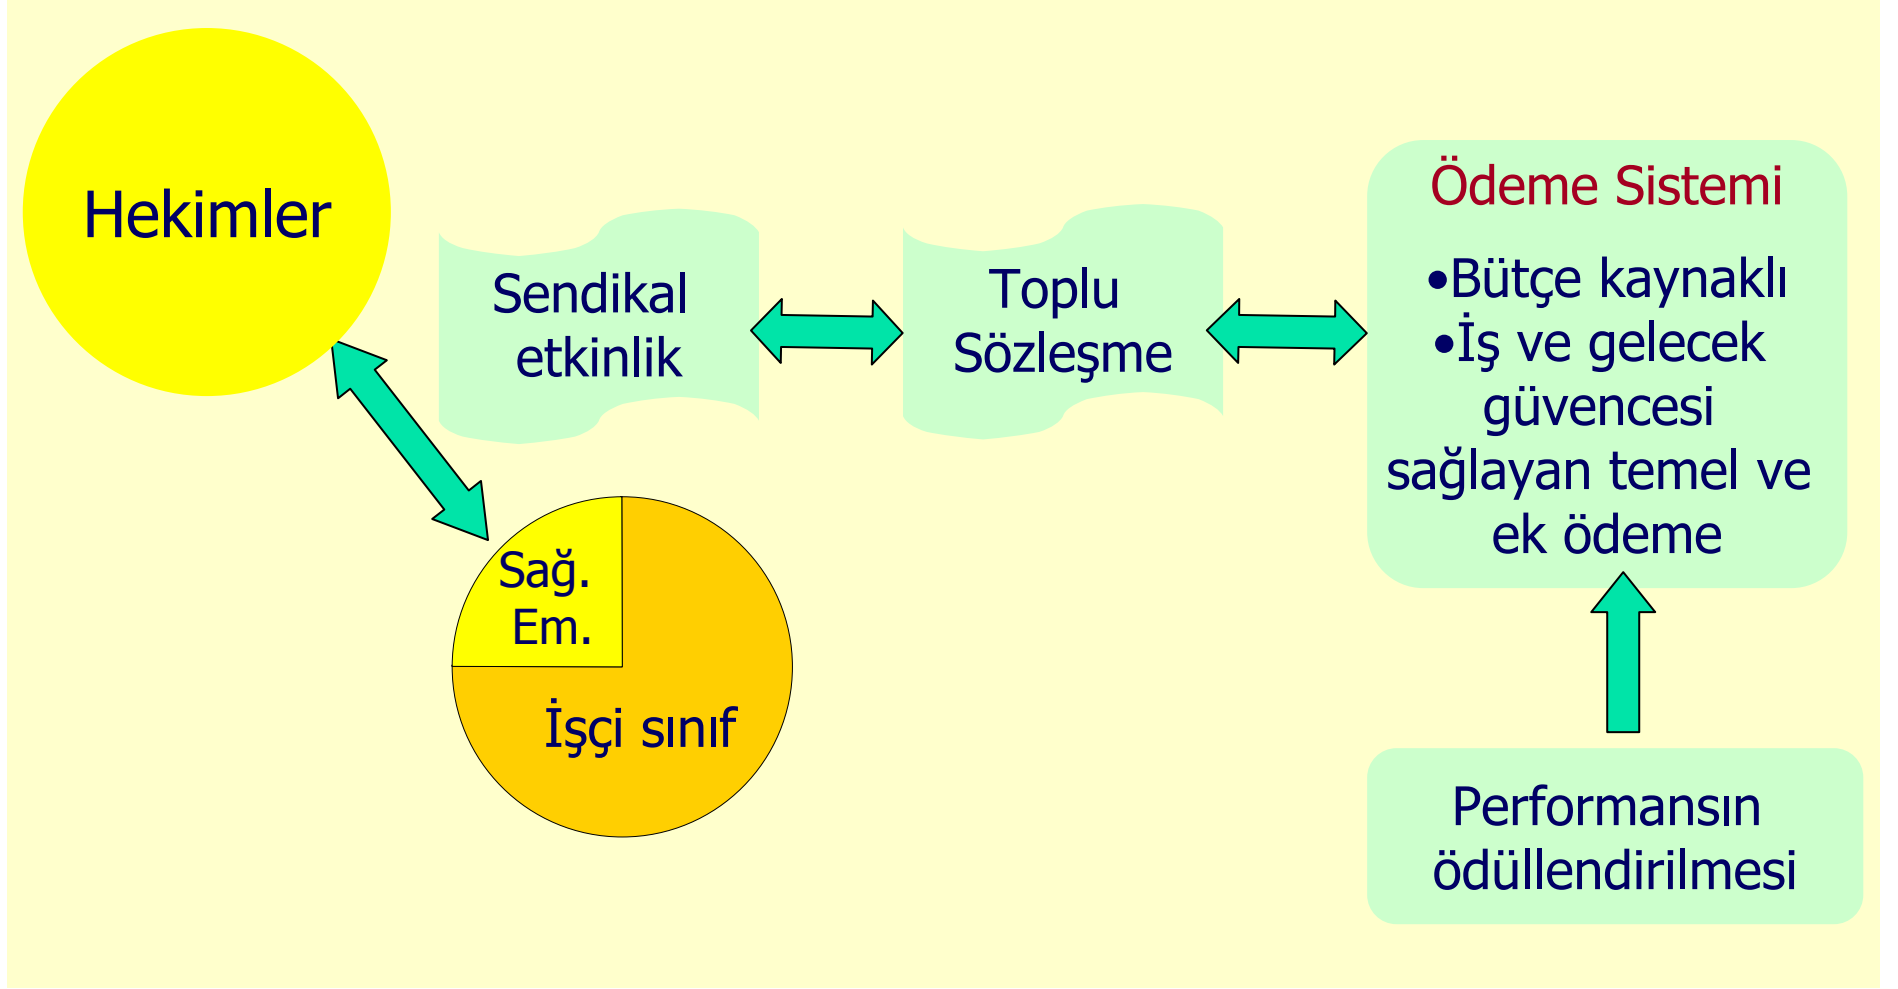 Hekimler
Sendikal
etkinlik
Toplu
Sözleşme
Ödeme Sistemi
•Bütçe kaynaklı
•İş ve gelecek
güvencesi
sağlayan temel ve
ek ödeme
Sağ.
Em.
İşçi sınıf
Performansın
ödüllendirilmesi